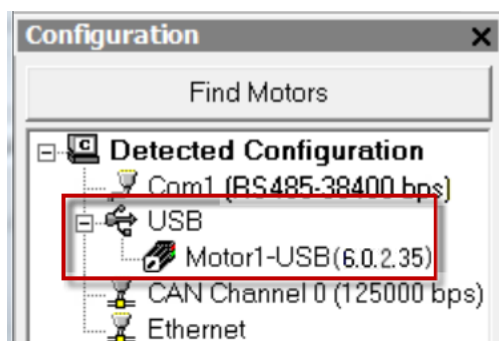 Configuration
Find Motors
Detected Configuration
Com1 (RS485-38400 bps)
USB
Motor1-USB(6.0.2.35)
CAN Channel 0 (125000 bps)
Ethernet